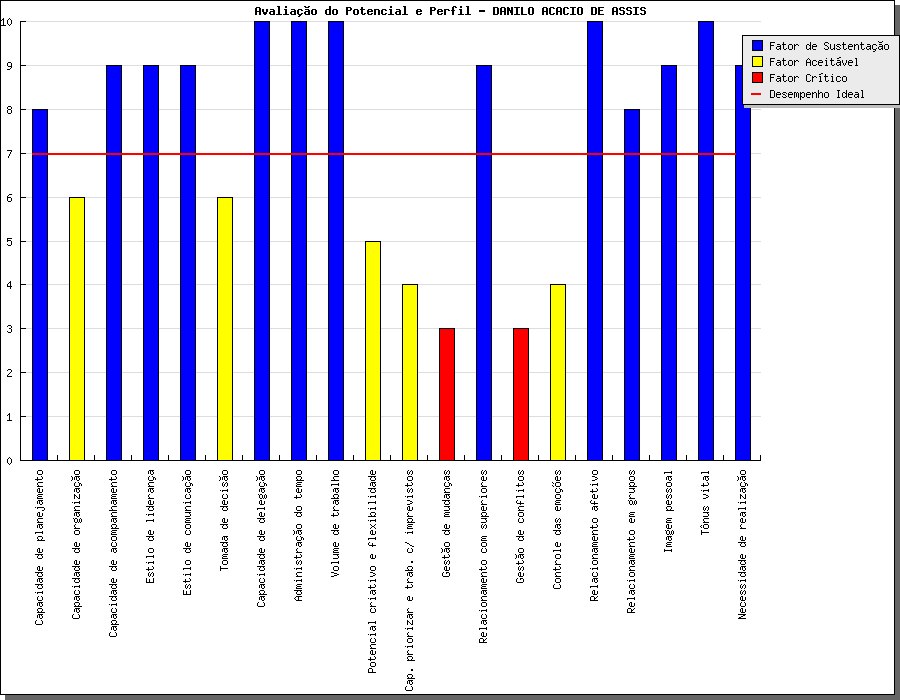 Avaliação do Potencial e Perfil - DANILO ACACIO DE ASSIS
Fator de Sustentação
Fator Aceitável
Fator Crítico
Desempenho Ideal
10
9
8
7
6
5
4
3
2
1
0
Capacidade de planejamento
Capacidade de organização
Capacidade de acompanhamento
Estilo de liderança
Estilo de comunicação
Tomada de decisão
Capacidade de delegação
Administração do tempo
Volume de trabalho
Potencial criativo e flexibilidade
Cap. priorizar e trab. c/ imprevistos
Gestão de mudanças
Relacionamento com superiores
Gestão de conflitos
Controle das emoções
Relacionamento afetivo
Relacionamento em grupos
Imagem pessoal
Tônus vital
Necessidade de realização